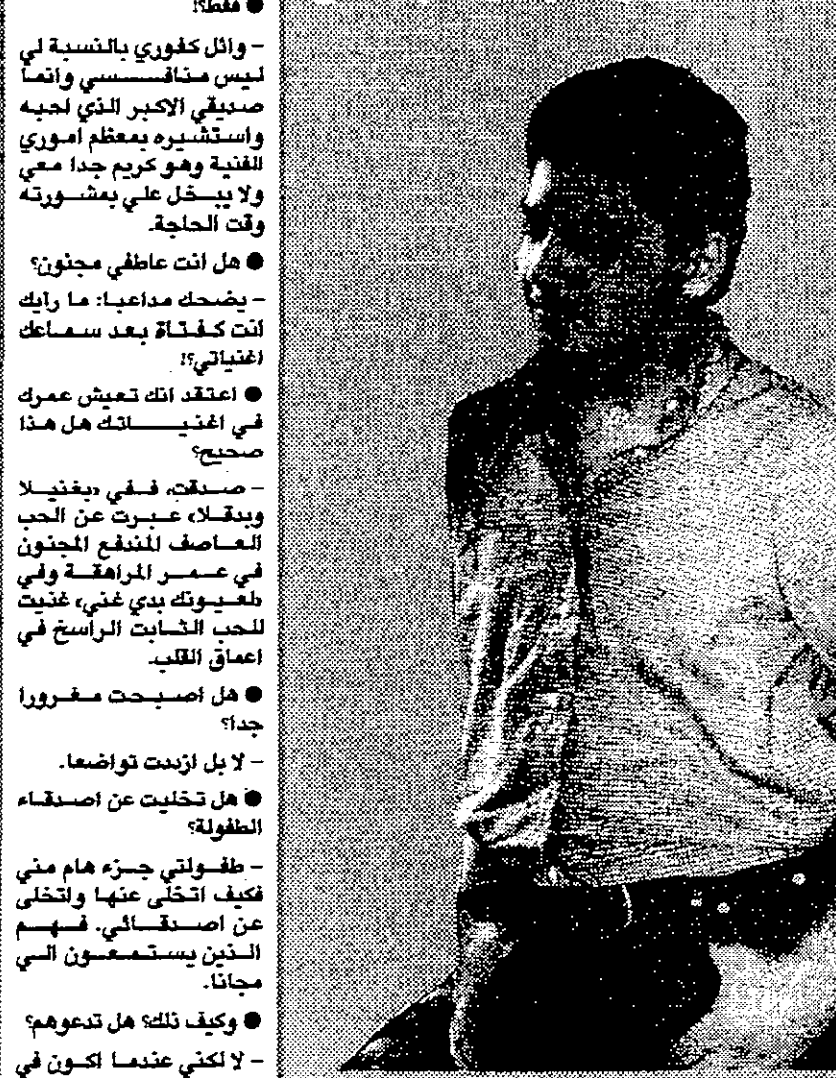 ● فقط؟!
- وائل كفوري بالنسبة لي
ليس منافسي وانما
صديقي الاكبر الذي احبه
واستشيره بمعظم اموري
الفنية وهو كريم جدا معي
ولا يبخل علي بمشورته
وقت الحاجة.
● هل انت عاطفي مجنون؟
- يضحك مداعبا: ما رايك
انت كفتاة بعد سماعك
اغنياتي؟!
● اعتقد انك تعيش عمرك
في اغنياتك هل هذا
صحيح؟
- صدقت، ففي «بغنيلا
وبدقلا» عبرت عن الحب
العاصف المندفع المجنون
في عمر المراهقة وفي
«لعيونك بدي غني» غنيت
للحب الثابت الراسخ في
اعماق القلب.
● هل اصبحت مغرورا
جدا؟
- لا بل ازددت تواضعا.
● هل تخليت عن اصدقاء
الطفولة؟
- طفولتي جزء هام مني
فكيف اتخلى عنها واتخلى
عن اصدقائي. فهم
الذين يستمعون الي
مجانا.
● وكيف ذلك؟ هل تدعوهم؟
- لا لكني عندما اكون في